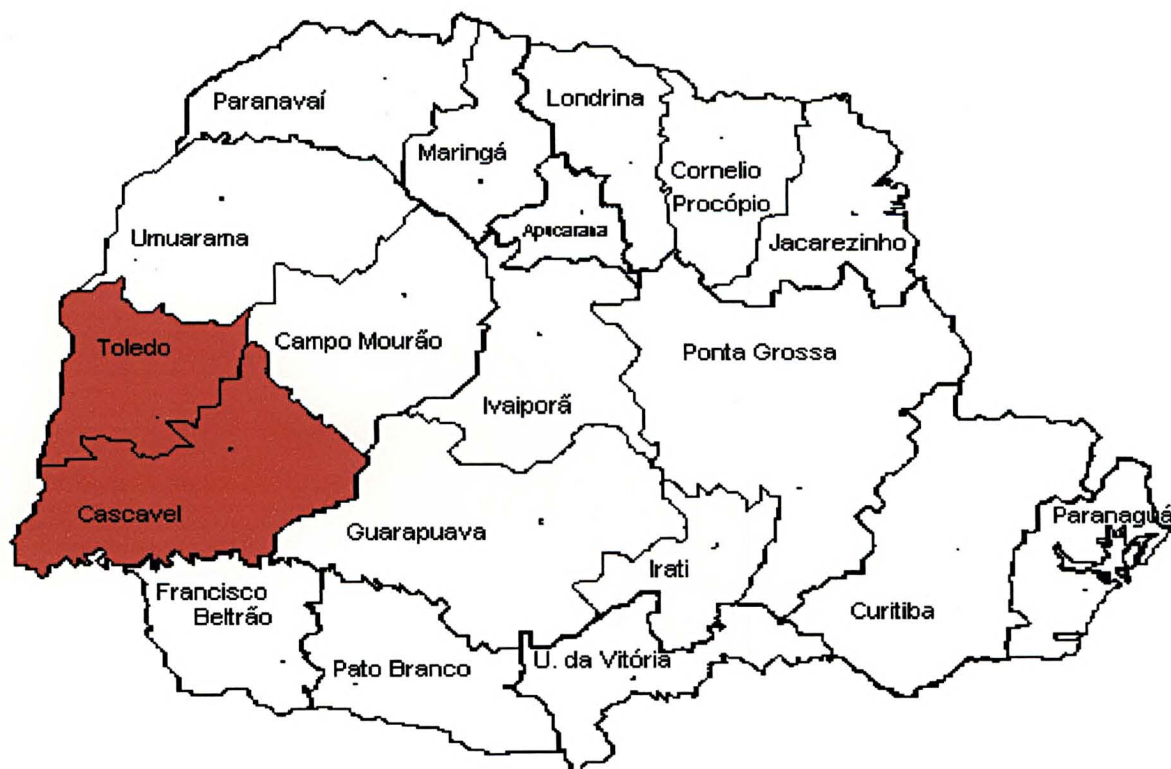 Paranavaí
Londrina
Maringá
Cornelio
Procópio
Apucarana
Umuarama
Jacarezinho
Toledo
Campo Mourão
Ponta Grossa
Ivaiporã
Cascavel
Guarapuava
Paranaguá
Irati
Francisco
Beltrão
Curitiba
Pato Branco
U. da Vitória